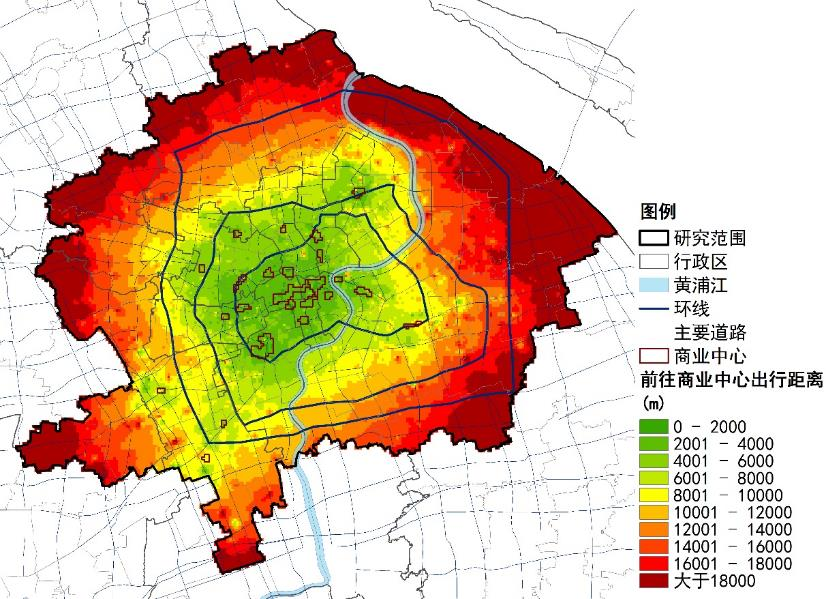 图例
研究范围
行政区
黄浦江
环线
主要道路
商业中心
前往商业中心出行距离
(m)
0 - 2000
2001 - 4000
4001 - 6000
6001 - 8000
8001 - 10000
10001 - 12000
12001 - 14000
14001 - 16000
16001 - 18000
大于18000